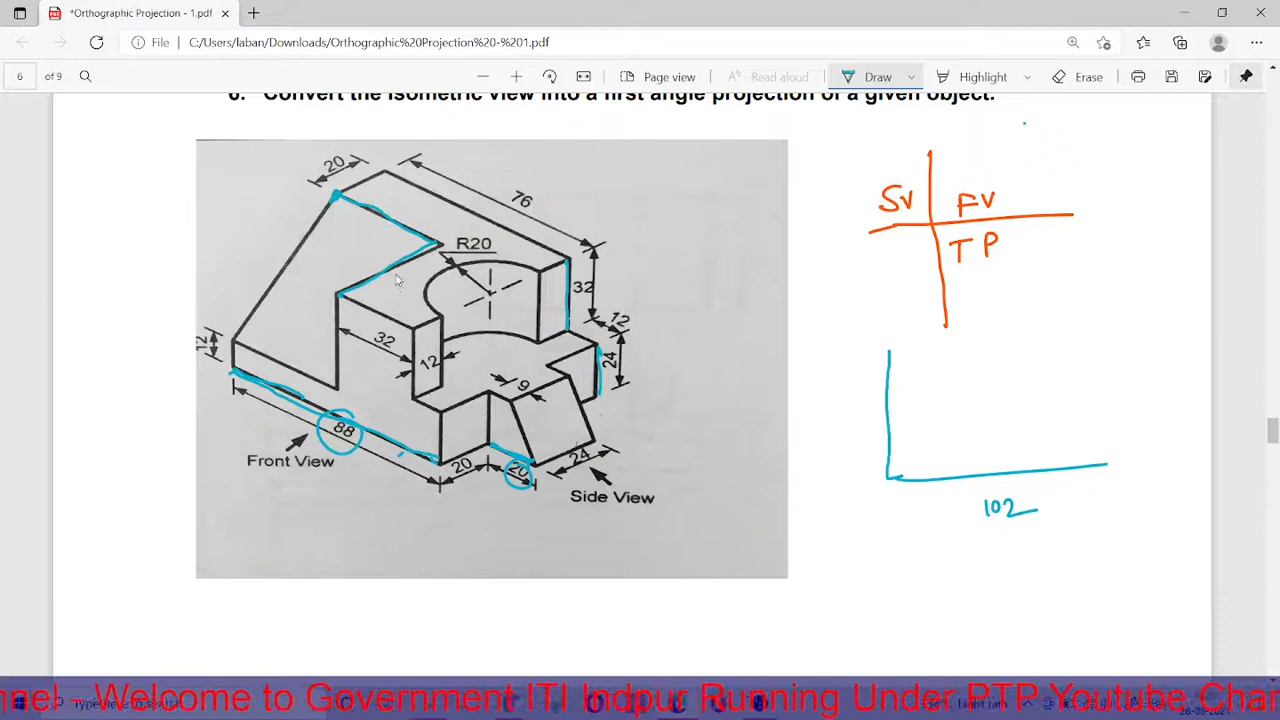 *Orthographic Projection - 1.pdf
File
C:/Users/laban/Downloads/Orthographic%20Projection%20-%201.pdf
6 of 9
Page view
Read aloud
Draw
Highlight
Erase
6. Convert the isometric view into a first angle projection of a given object.
20
76
R20
32
12
24
12
32
12
9
88
20
20
24
Front View
Side View
SV
FV
TP
102
nnel - Welcome to Government ITI Indpur Running Under PTP Youtube Chan